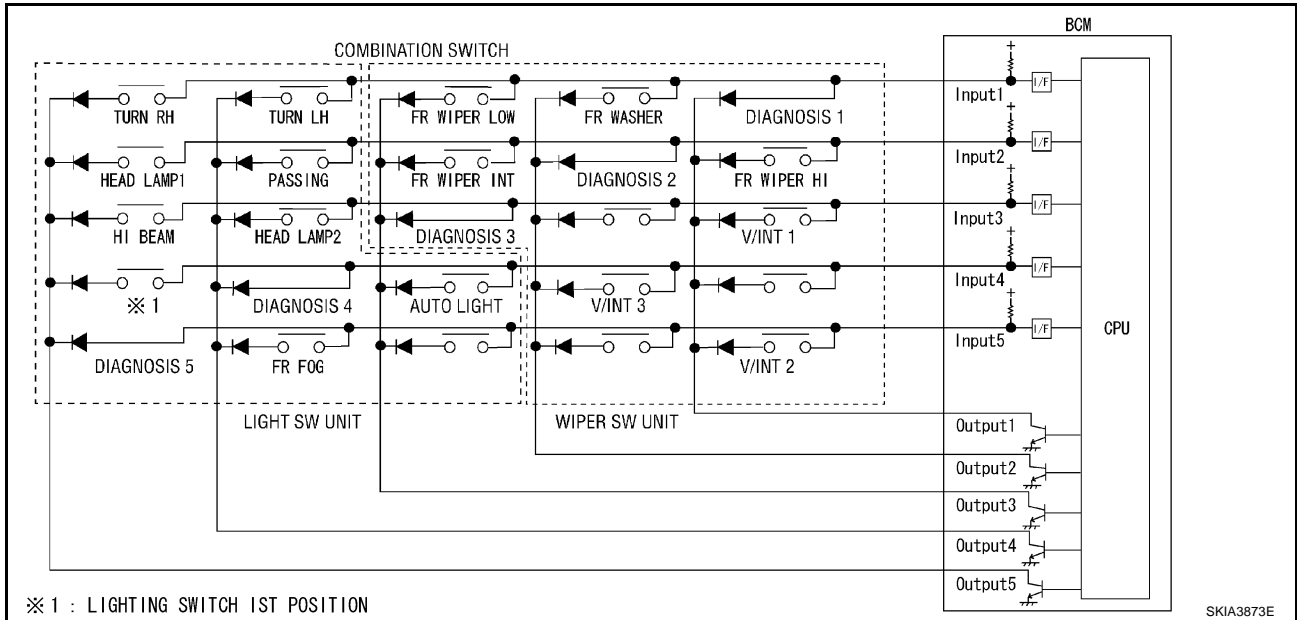 BCM
COMBINATION SWITCH
I/F
Input1
TURN RH
TURN LH
FR WIPER LOW
FR WASHER
DIAGNOSIS 1
I/F
Input2
HEAD LAMP1
PASSING
FR WIPER INT
DIAGNOSIS 2
FR WIPER HI
I/F
Input3
HI BEAM
HEAD LAMP2
DIAGNOSIS 3
V/INT 1
I/F
Input4
※ 1
DIAGNOSIS 4
AUTO LIGHT
V/INT 3
I/F
CPU
Input5
DIAGNOSIS 5
FR FOG
V/INT 2
LIGHT SW UNIT
WIPER SW UNIT
Output1
Output2
Output3
Output4
Output5
※ 1 : LIGHTING SWITCH IST POSITION
SKIA3873E